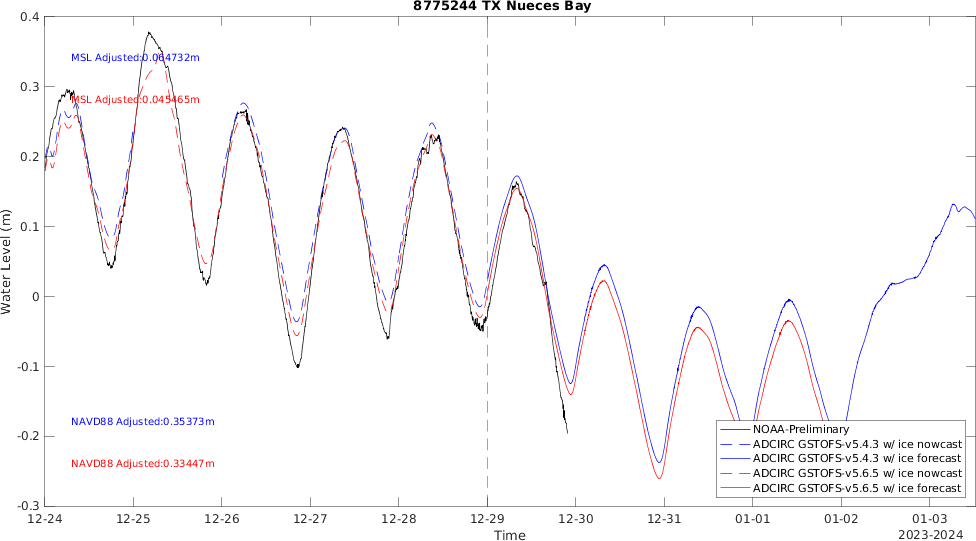 8775244 TX Nueces Bay
0.4
0.3
0.2
0.1
0
-0.1
-0.2
-0.3
Water Level (m)
MSL Adjusted:0.064732m
MSL Adjusted:0.045465m
NAVD88 Adjusted:0.35373m
NAVD88 Adjusted:0.33447m
NOAA-Preliminary
ADCIRC GSTOFS-v5.4.3 w/ ice nowcast
ADCIRC GSTOFS-v5.4.3 w/ ice forecast
ADCIRC GSTOFS-v5.6.5 w/ ice nowcast
ADCIRC GSTOFS-v5.6.5 w/ ice forecast
12-24 12-25 12-26 12-27 12-28 12-29 12-30 12-31 01-01 01-02 01-03
Time
2023-2024